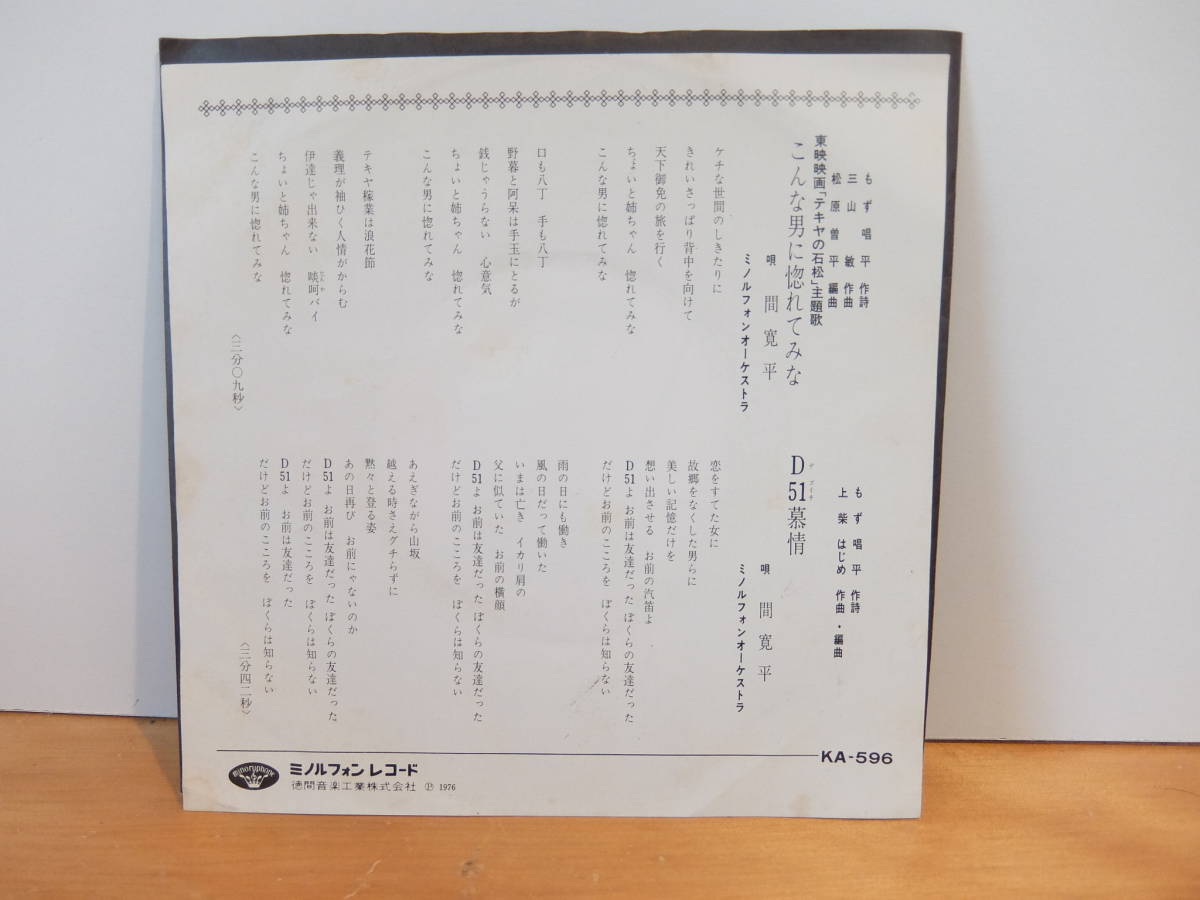 もず唱平 作詩
三山 敏 作曲
松原曽平 編曲
東映映画「テキヤの石松」主題歌
こんな男に惚れてみな
唄 間 寛平
ミノルフォンオーケストラ
ケチな世間のしきたりに
きれいさっぱり背中を向けて
天下御免の旅を行く
ちょいと姉ちゃん 惚れてみな
こんな男に惚れてみな
口も八丁 手も八丁
野暮と阿呆は手玉にとるが
銭じゃうらない 心意気
ちょいと姉ちゃん 惚れてみな
こんな男に惚れてみな
テキヤ稼業は浪花節
義理が袖ひく人情がからむ
伊達じゃ出来ない 啖呵バイ
ちょいと姉ちゃん 惚れてみな
こんな男に惚れてみな
〈三分〇九秒〉
もず唱平 作詩
上柴 はじめ 作曲・編曲
D51慕情
唄 間 寛平
ミノルフォンオーケストラ
恋をすてた女に
故郷をなくした男らに
美しい記憶だけを
想い出させる お前の汽笛よ
D51よ お前は友達だった ぼくらの友達だった
だけどお前のこころを ぼくらは知らない
雨の日にも働き
風の日だって働いた
いまは亡き イカリ肩の
父に似ていた お前の横顔
D51よ お前は友達だった ぼくらの友達だった
だけどお前のこころを ぼくらは知らない
あえぎながら山坂
越える時さえグチらずに
黙々と登る姿
あの日再び お前にゃないのか
D51よ お前は友達だった ぼくらの友達だった
だけどお前のこころを ぼくらは知らない
D51よ お前は友達だった
だけどお前のこころを ぼくらは知らない
〈三分四二秒〉
KA-596
minoruphone
ミノルフォンレコード
徳間音楽工業株式会社 Ⓟ 1976